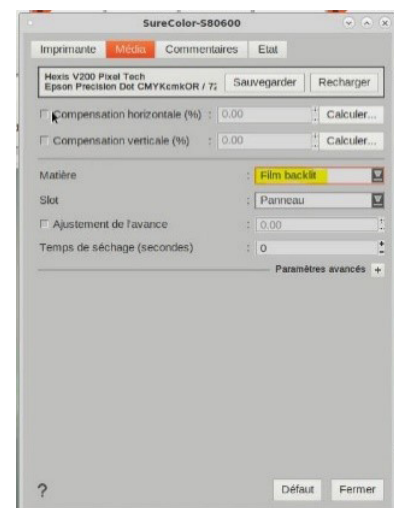 SureColor-S80600
Imprimante Média Commentaires Etat
Hexis V200 Pixel Tech
Epson Precision Dot CMYKcmkOR / 72 Sauvegarder Recharger
Compensation horizontale (%) : 0.00 Calculer...
Compensation verticale (%) : 0.00 Calculer...
Matière : Film backlit
Slot : Panneau
Ajustement de l'avance : 0.00
Temps de séchage (secondes) : 0
Paramètres avancés +
? Défaut Fermer